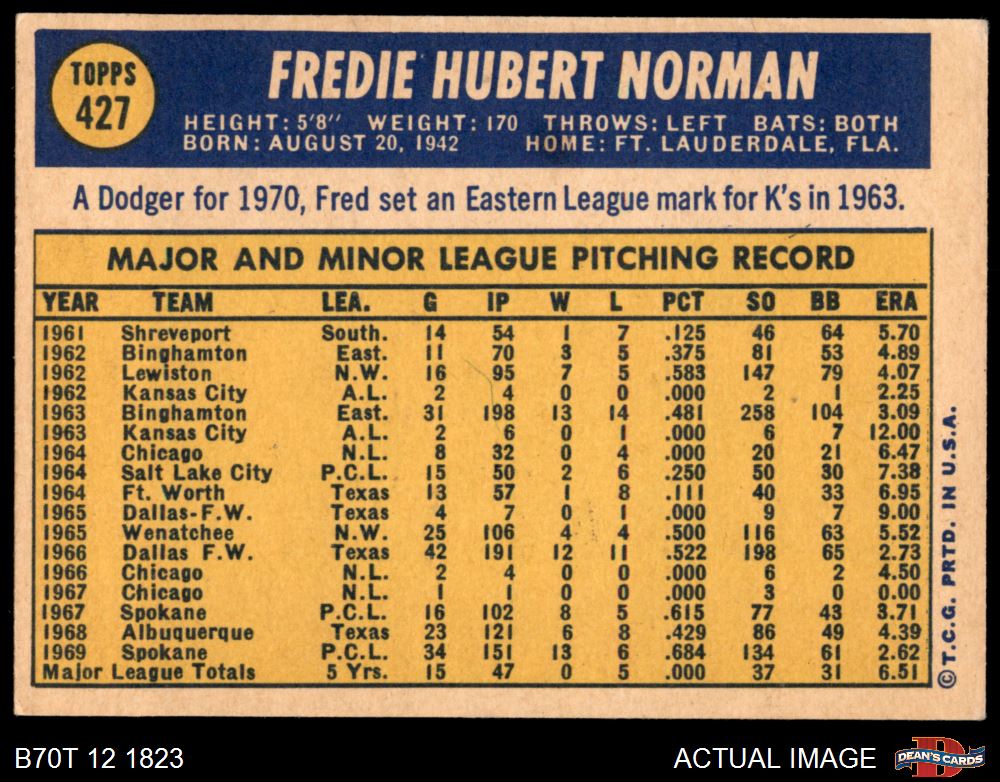 TOPPS
427
FREDIE HUBERT NORMAN
HEIGHT: 5'8" WEIGHT: 170 THROWS: LEFT BATS: BOTH
BORN: AUGUST 20, 1942 HOME: FT. LAUDERDALE, FLA.
A Dodger for 1970, Fred set an Eastern League mark for K's in 1963.
MAJOR AND MINOR LEAGUE PITCHING RECORD
YEAR TEAM LEA. G IP W L PCT SO BB ERA
1961 Shreveport South. 14 54 1 7 .125 46 64 5.70
1962 Binghamton East. 11 70 3 5 .375 81 53 4.89
1962 Lewiston N.W. 16 95 7 5 .583 147 79 4.07
1962 Kansas City A.L. 2 4 0 0 .000 2 1 2.25
1963 Binghamton East. 31 198 13 14 .481 258 104 3.09
1963 Kansas City A.L. 2 6 0 1 .000 6 7 12.00
1964 Chicago N.L. 8 32 0 4 .000 20 21 6.47
1964 Salt Lake City P.C.L. 15 50 2 6 .250 50 30 7.38
1964 Ft. Worth Texas 13 57 1 8 .111 40 33 6.95
1965 Dallas-F.W. Texas 4 7 0 1 .000 9 7 9.00
1965 Wenatchee N.W. 25 106 4 4 .500 116 63 5.52
1966 Dallas F.W. Texas 42 191 12 11 .522 198 65 2.73
1966 Chicago N.L. 2 4 0 0 .000 6 2 4.50
1967 Chicago N.L. 1 1 0 0 .000 3 0 0.00
1967 Spokane P.C.L. 16 102 8 5 .615 77 43 3.71
1968 Albuquerque Texas 23 121 6 8 .429 86 49 4.39
1969 Spokane P.C.L. 34 151 13 6 .684 134 61 2.62
Major League Totals 5 Yrs. 15 47 0 5 .000 37 31 6.51
©T.C.G. PRTD. IN U.S.A.
B70T 12 1823
ACTUAL IMAGE
D
DEAN'S CARDS